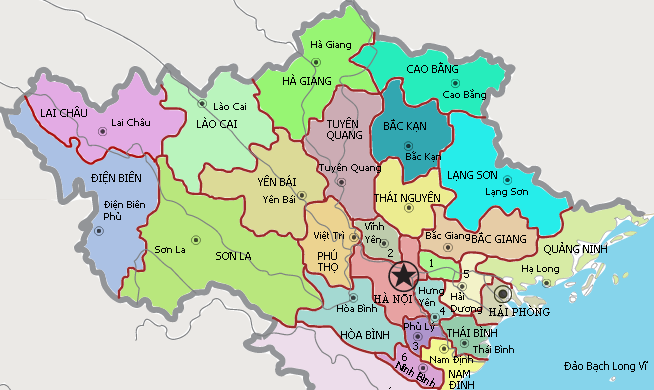 Hà Giang
HÀ GIANG
CAO BẰNG
Cao Bằng
LAI CHÂU
Lai Châu
Lào Cai
LÀO CAI
TUYÊN
QUANG
Tuyên Quang
BẮC KẠN
Bắc Kạn
LẠNG SƠN
Lạng Sơn
ĐIỆN BIÊN
Điện Biên
Phủ
YÊN BÁI
Yên Bái
THÁI NGUYÊN
Sơn La
SƠN LA
Việt Trì
PHÚ
THỌ
Vĩnh
Yên
2
Bắc Giang
BẮC GIANG
QUẢNG NINH
Hạ Long
1
5
HÀ NỘI
Hưng
Yên
4
Hải
Dương
HẢI PHÒNG
Hòa Bình
HÒA BÌNH
Phủ Lý
3
THÁI BÌNH
Thái Bình
6
Ninh Bình
Nam Định
NAM
ĐỊNH
Đảo Bạch Long Vĩ